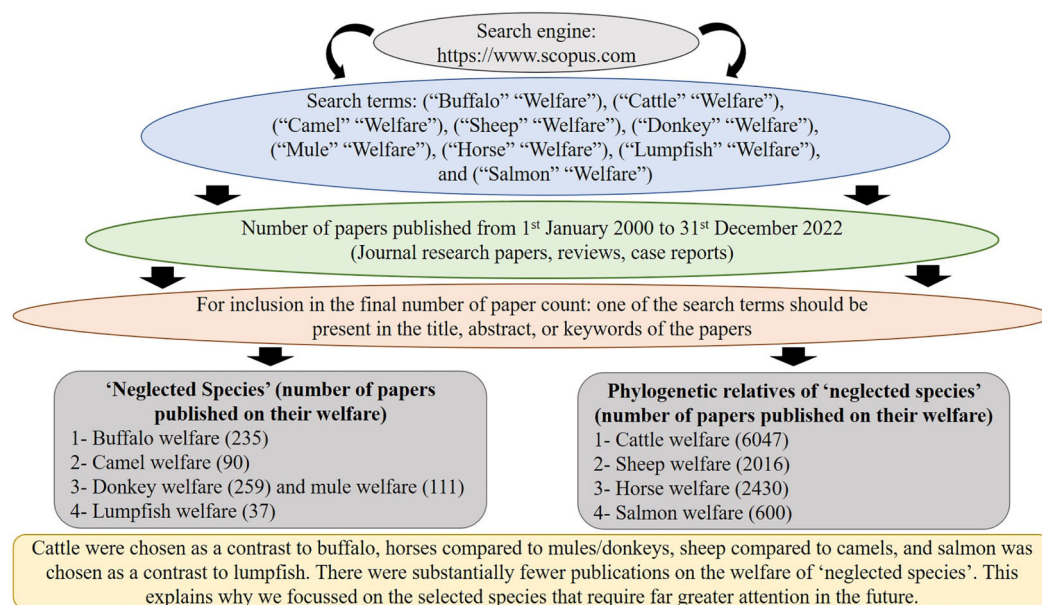 Search engine:
https://www.scopus.com
Search terms: (“Buffalo” “Welfare”), (“Cattle” “Welfare”),
(“Camel” “Welfare”), (“Sheep” “Welfare”), (“Donkey” “Welfare”),
(“Mule” “Welfare”), (“Horse” “Welfare”), (“Lumpfish” “Welfare”),
and (“Salmon” “Welfare”)
Number of papers published from 1st January 2000 to 31st December 2022
(Journal research papers, reviews, case reports)
For inclusion in the final number of paper count: one of the search terms should be
present in the title, abstract, or keywords of the papers
‘Neglected Species’ (number of papers
published on their welfare)
1- Buffalo welfare (235)
2- Camel welfare (90)
3- Donkey welfare (259) and mule welfare (111)
4- Lumpfish welfare (37)
Phylogenetic relatives of ‘neglected species’
(number of papers published on their welfare)
1- Cattle welfare (6047)
2- Sheep welfare (2016)
3- Horse welfare (2430)
4- Salmon welfare (600)
Cattle were chosen as a contrast to buffalo, horses compared to mules/donkeys, sheep compared to camels, and salmon was
chosen as a contrast to lumpfish. There were substantially fewer publications on the welfare of ‘neglected species’. This
explains why we focussed on the selected species that require far greater attention in the future.